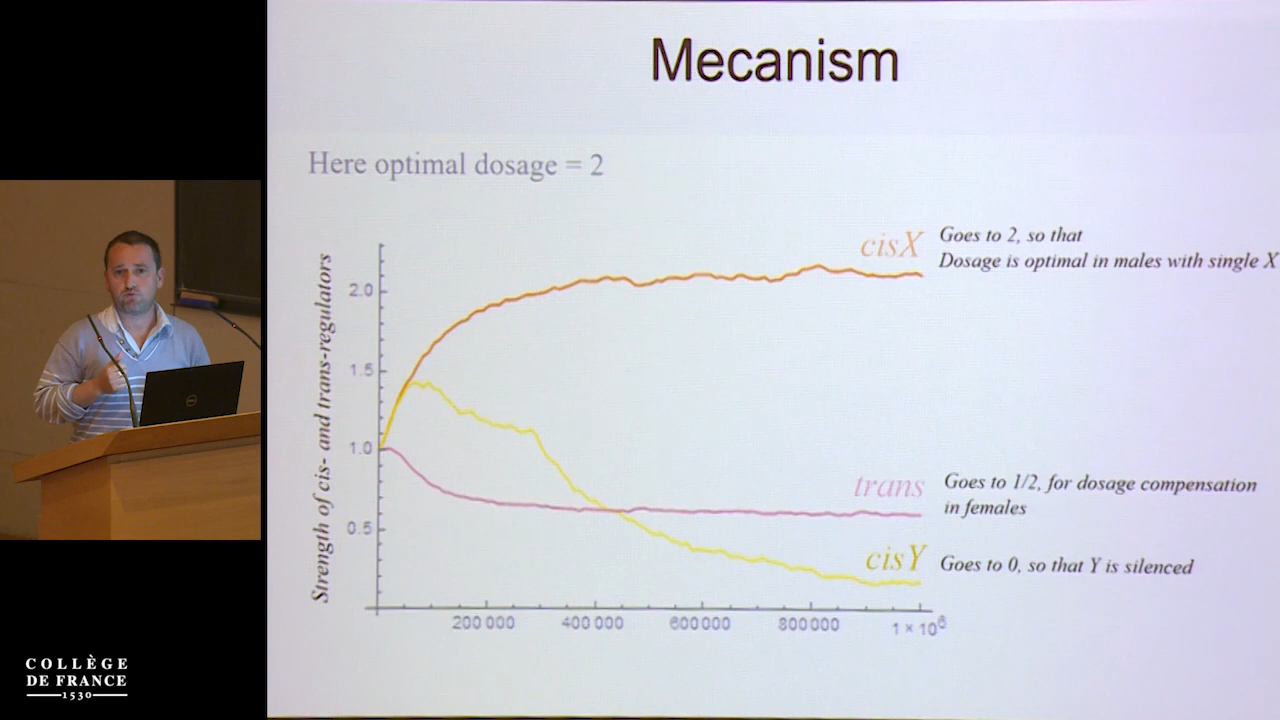 Mecanism
Here optimal dosage = 2
Strength of cis- and trans-regulators
2.0
1.5
1.0
0.5
200 000
400 000
600 000
800 000
1 × 10⁶
cisX
Goes to 2, so that
Dosage is optimal in males with single X
trans
Goes to 1/2, for dosage compensation
in females
cisY
Goes to 0, so that Y is silenced
DELL
COLLÈGE
DE FRANCE
1530